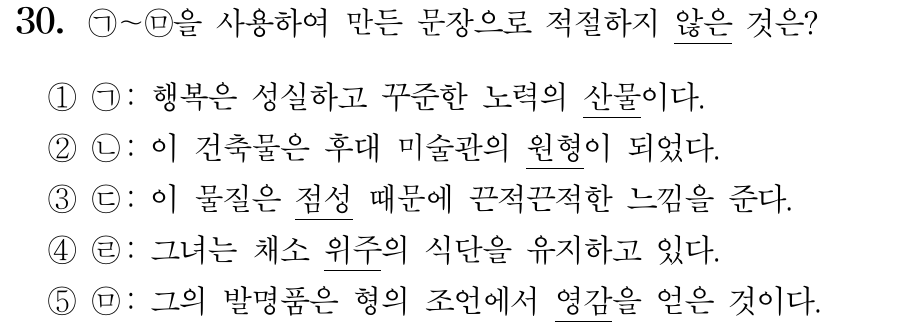 30. ㉠~㉤을 사용하여 만든 문장으로 적절하지 않은 것은?
① ㉠: 행복은 성실하고 꾸준한 노력의 산물이다.
② ㉡: 이 건축물은 후대 미술관의 원형이 되었다.
③ ㉢: 이 물질은 점성 때문에 끈적끈적한 느낌을 준다.
④ ㉣: 그녀는 채소 위주의 식단을 유지하고 있다.
⑤ ㉤: 그의 발명품은 형의 조언에서 영감을 얻은 것이다.